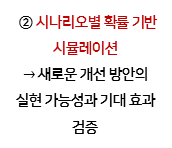 ② 시나리오별 확률 기반
시뮬레이션
→ 새로운 개선 방안의
실현 가능성과 기대 효과
검증